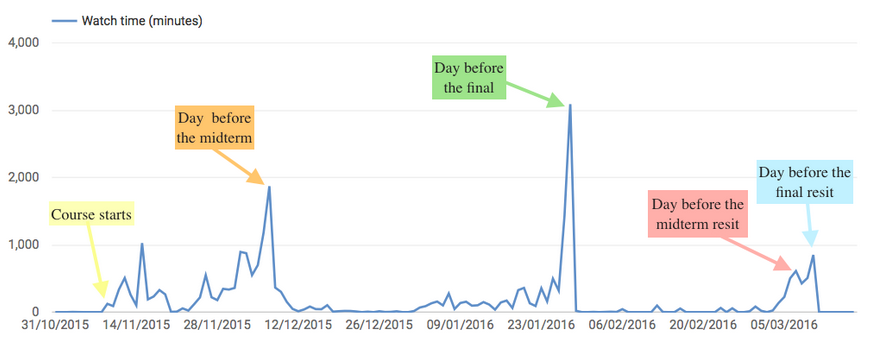 Watch time (minutes)
4,000
3,000
2,000
1,000
0
Day before
the final
Day before
the midterm
Day before the
final resit
Day before the
midterm resit
Course starts
31/10/2015 14/11/2015 28/11/2015 12/12/2015 26/12/2015 09/01/2016 23/01/2016 06/02/2016 20/02/2016 05/03/2016